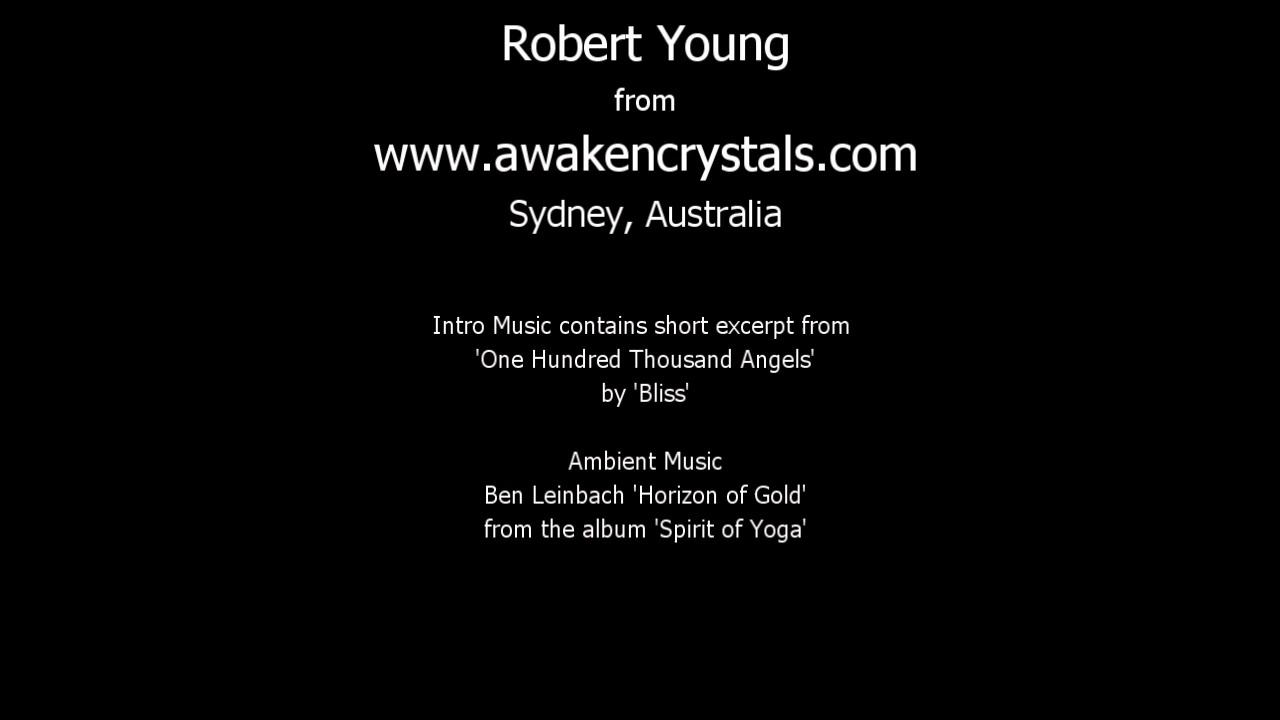 Robert Young
from
www.awakencrystals.com
Sydney, Australia
Intro Music contains short excerpt from
'One Hundred Thousand Angels'
by 'Bliss'
Ambient Music
Ben Leinbach 'Horizon of Gold'
from the album 'Spirit of Yoga'